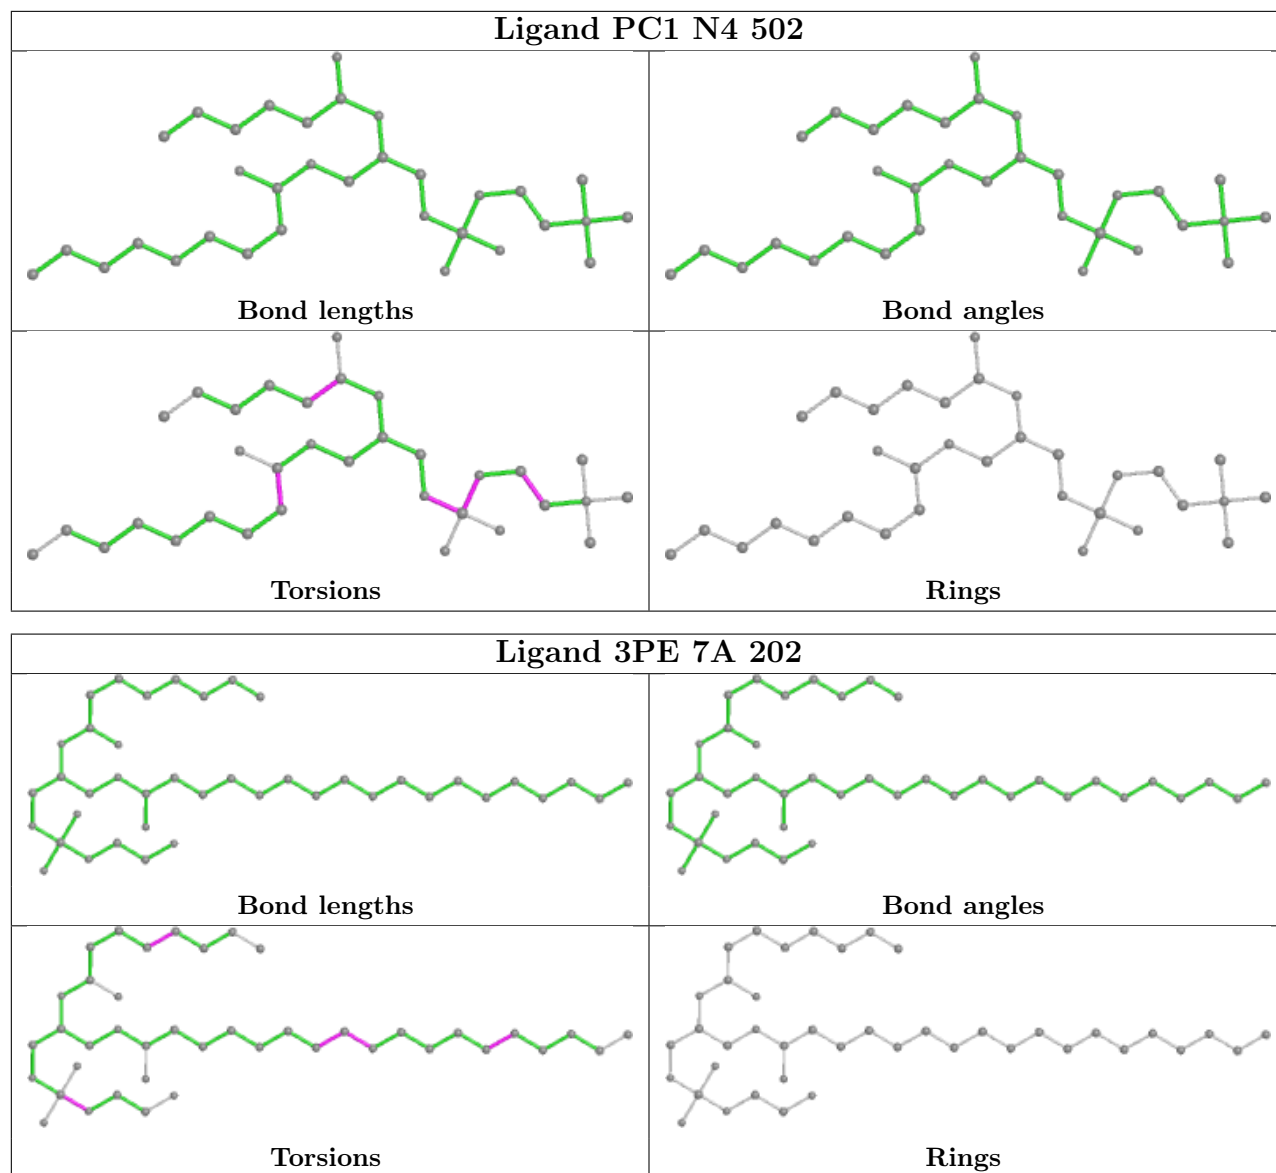 Ligand PC1 N4 502
Bond lengths
Bond angles
Torsions
Rings
Ligand 3PE 7A 202
Bond lengths
Bond angles
Torsions
Rings